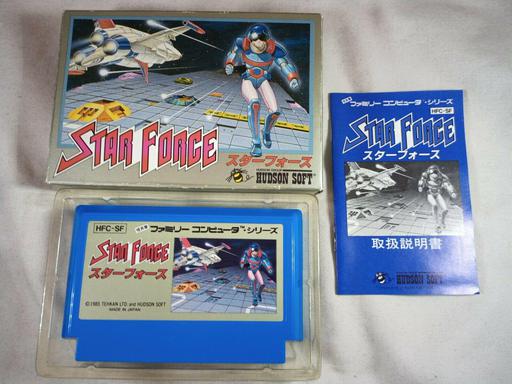 STAR FORCE
スターフォース
HUDSON GROUP
HUDSON SOFT
HFC-SF
ファミリー コンピュータ・シリーズ
STAR FORCE
スターフォース
©1985 TEHKAN LTD. and HUDSON SOFT
MADE IN JAPAN
ファミリー コンピュータ・シリーズ
HFC-SF
STAR FORCE
スターフォース
取扱説明書
HUDSON SOFT